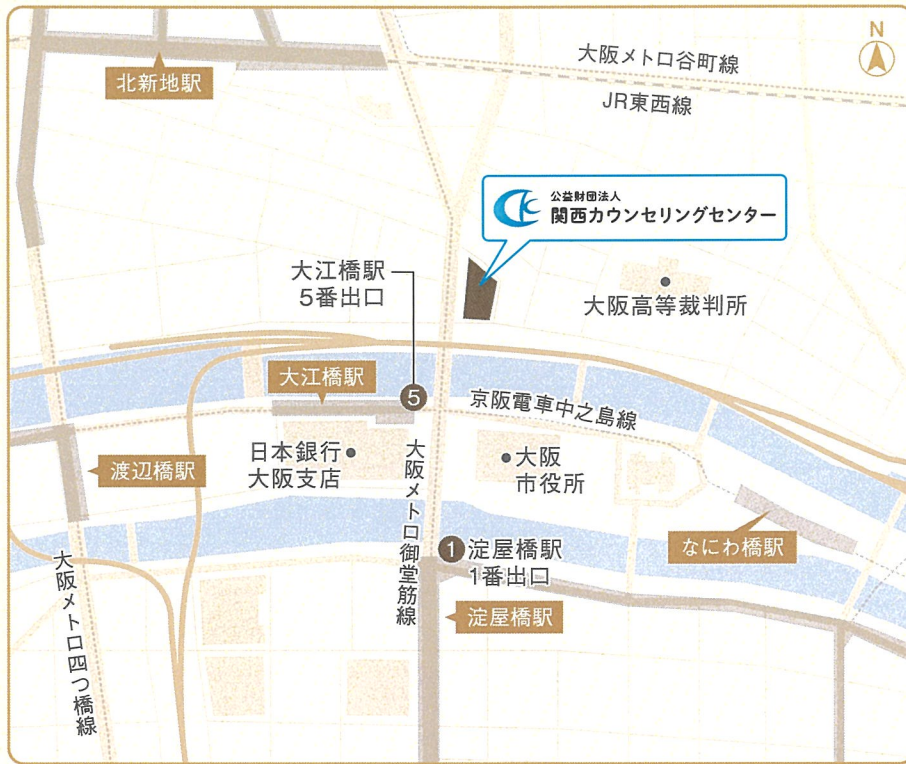 N
大阪メトロ谷町線
北新地駅
JR東西線
公益財団法人
関西カウンセリングセンター
大江橋駅
5番出口
大阪高等裁判所
大江橋駅
5
京阪電車中之島線
日本銀行
大阪支店
大阪
市役所
渡辺橋駅
大阪メトロ御堂筋線
なにわ橋駅
1
淀屋橋駅
1番出口
淀屋橋駅
大阪メトロ四つ橋線